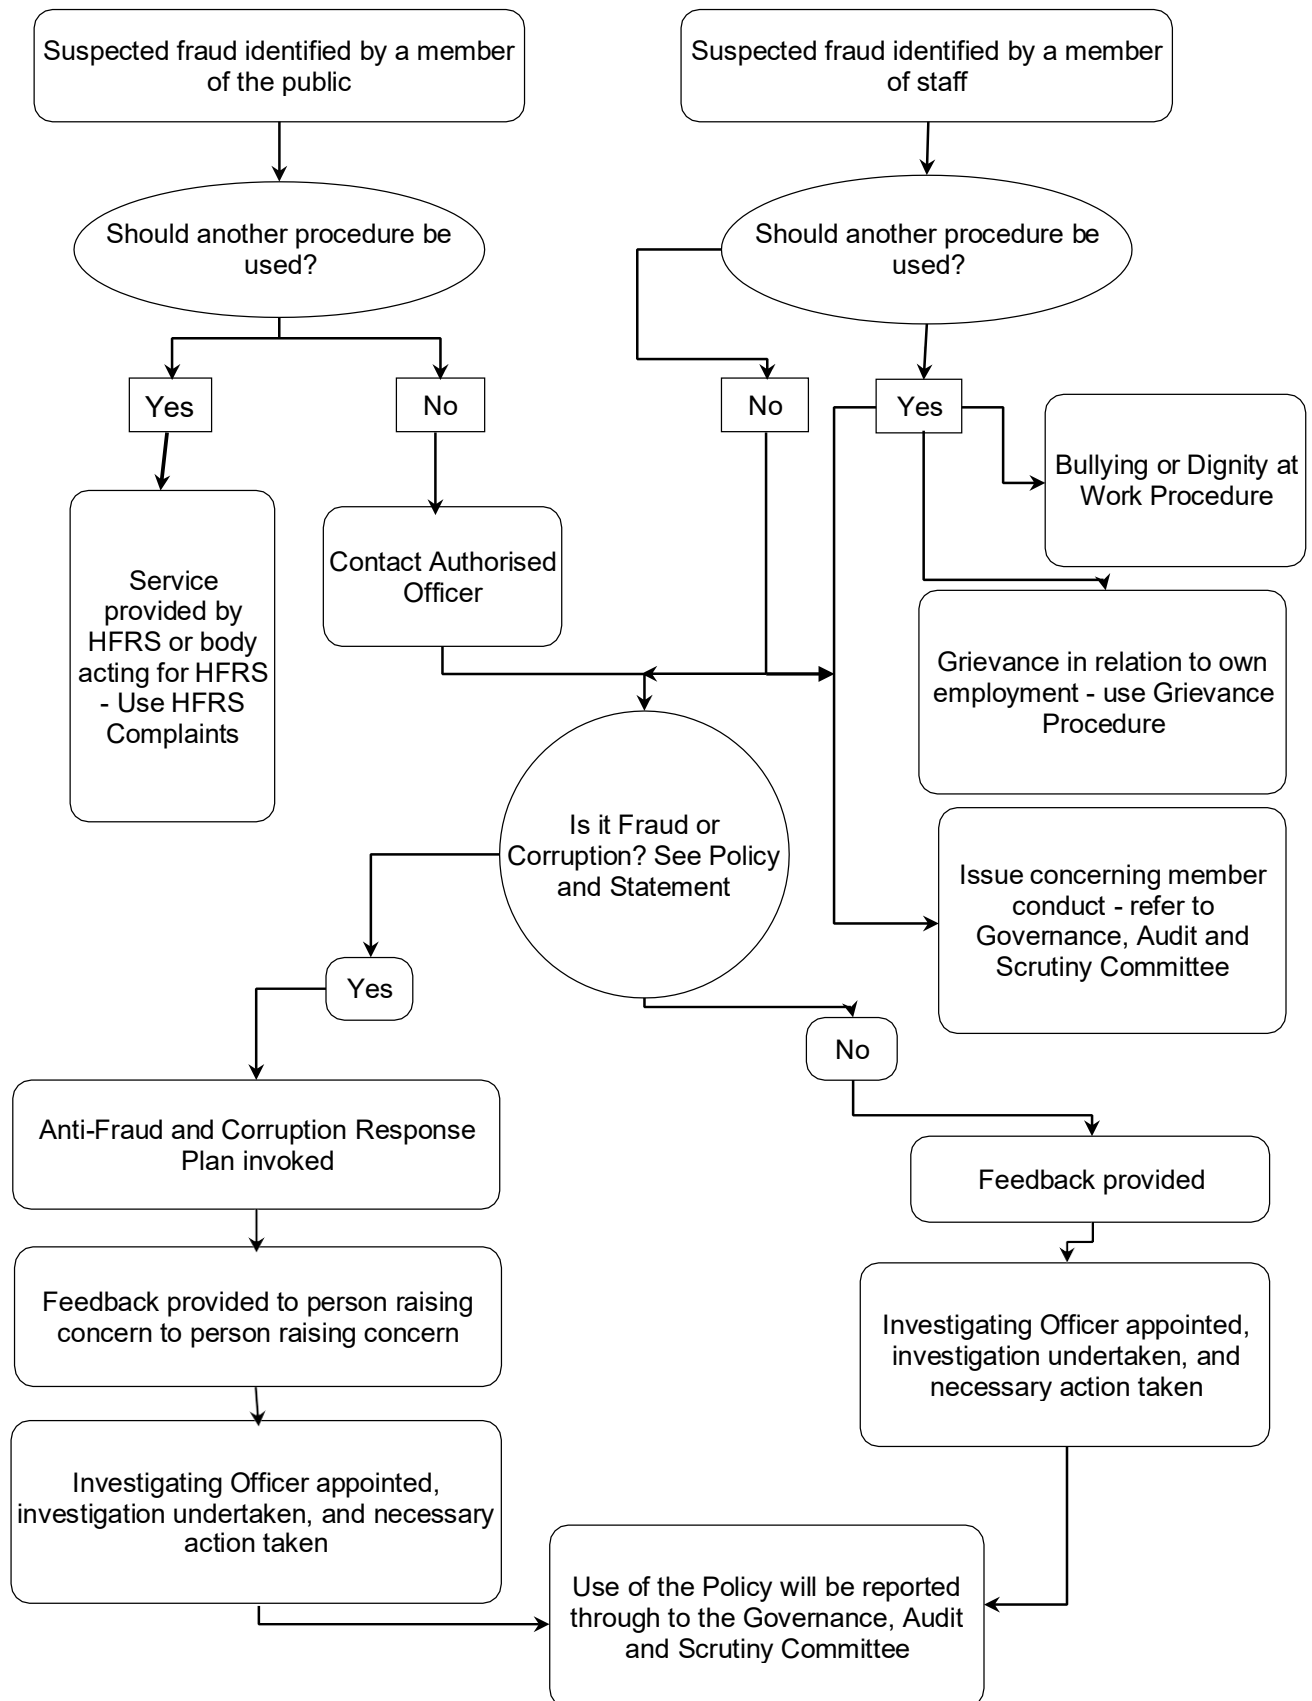 Suspected fraud identified by a member
of the public
Suspected fraud identified by a member
of staff
Should another procedure be
used?
Should another procedure be
used?
Yes
No
No
Yes
Bullying or Dignity at
Work Procedure
Service
provided by
HFRS or body
acting for HFRS
- Use HFRS
Complaints
Contact Authorised
Officer
Grievance in relation to own
employment - use Grievance
Procedure
Is it Fraud or
Corruption? See Policy
and Statement
Issue concerning member
conduct - refer to
Governance, Audit and
Scrutiny Committee
Yes
No
Anti-Fraud and Corruption Response
Plan invoked
Feedback provided
Feedback provided to person raising
concern to person raising concern
Investigating Officer appointed,
investigation undertaken, and
necessary action taken
Investigating Officer appointed,
investigation undertaken, and necessary
action taken
Use of the Policy will be reported
through to the Governance, Audit
and Scrutiny Committee